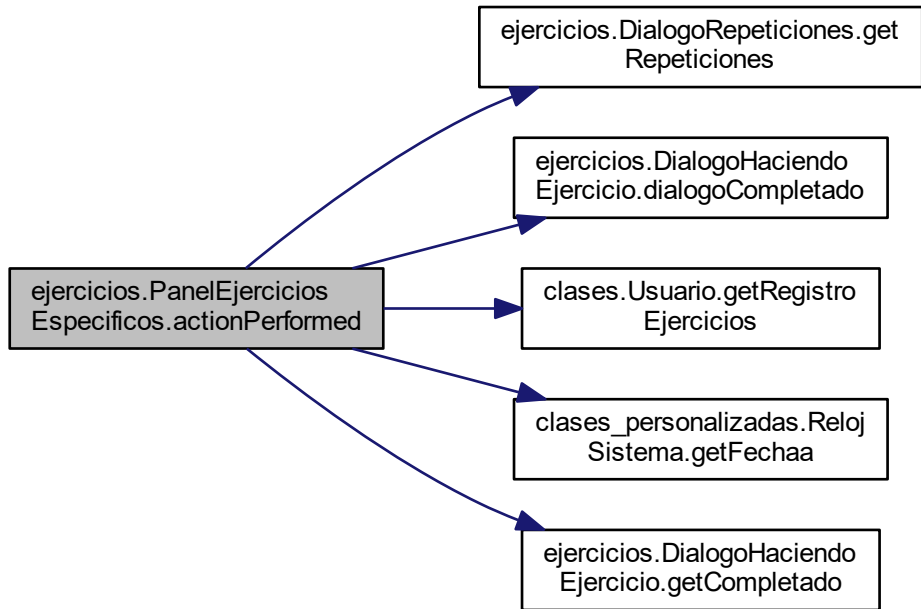 ejercicios.DialogoRepeticiones.get
Repeticiones
ejercicios.DialogoHaciendo
Ejercicio.dialogoCompletado
ejercicios.PanelEjercicios
Especificos.actionPerformed
clases.Usuario.getRegistro
Ejercicios
clases_personalizadas.Reloj
Sistema.getFechaa
ejercicios.DialogoHaciendo
Ejercicio.getCompletado